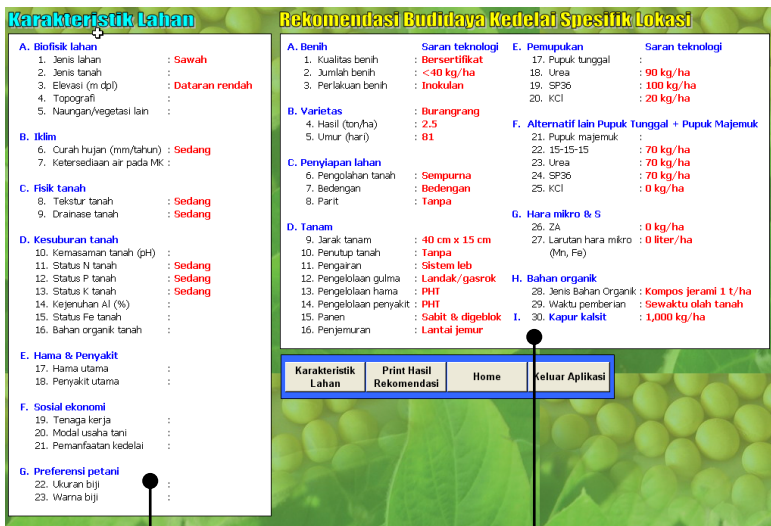 Karakteristik Lahan
A. Biofisik lahan
1. Jenis lahan : Sawah
2. Jenis tanah :
3. Elevasi (m dpl) : Dataran rendah
4. Topografi :
5. Naungan/vegetasi lain :
B. Iklim
6. Curah hujan (mm/tahun) : Sedang
7. Ketersediaan air pada MK :
C. Fisik tanah
8. Tekstur tanah : Sedang
9. Drainase tanah : Sedang
D. Kesuburan tanah
10. Kemasaman tanah (pH) :
11. Status N tanah : Sedang
12. Status P tanah : Sedang
13. Status K tanah : Sedang
14. Kejenuhan Al (%) :
15. Status Fe tanah :
16. Bahan organik tanah :
E. Hama & Penyakit
17. Hama utama :
18. Penyakit utama :
F. Sosial ekonomi
19. Tenaga kerja :
20. Modal usaha tani :
21. Pemanfaatan kedelai :
G. Preferensi petani
22. Ukuran biji :
23. Warna biji :
Rekomendasi Budidaya Kedelai Spesifik Lokasi
A. Benih Saran teknologi
1. Kualitas benih : Bersertifikat
2. Jumlah benih : <40 kg/ha
3. Perlakuan benih : Inokulan
B. Varietas : Burangrang
4. Hasil (ton/ha) : 2.5
5. Umur (hari) : 81
C. Penyiapan lahan
6. Pengolahan tanah : Sempurna
7. Bedengan : Bedengan
8. Parit : Tanpa
D. Tanam
9. Jarak tanam : 40 cm x 15 cm
10. Penutup tanah : Tanpa
11. Pengairan : Sistem leb
12. Pengelolaan gulma : Landak/gasrok
13. Pengelolaan hama : PHT
14. Pengelolaan penyakit : PHT
15. Panen : Sabit & digeblok
16. Penjemuran : Lantai jemur
E. Pemupukan Saran teknologi
17. Pupuk tunggal :
18. Urea : 90 kg/ha
19. SP36 : 100 kg/ha
20. KCl : 20 kg/ha
F. Alternatif lain Pupuk Tunggal + Pupuk Majemuk
21. Pupuk majemuk :
22. 15-15-15 : 70 kg/ha
23. Urea : 70 kg/ha
24. SP36 : 70 kg/ha
25. KCl : 0 kg/ha
G. Hara mikro & S
26. ZA : 0 kg/ha
27. Larutan hara mikro : 0 liter/ha
(Mn, Fe)
H. Bahan organik
28. Jenis Bahan Organik : Kompos jerami 1 t/ha
29. Waktu pemberian : Sewaktu olah tanah
I. 30. Kapur kalsit : 1,000 kg/ha
Karakteristik Lahan
Print Hasil Rekomendasi
Home
Keluar Aplikasi